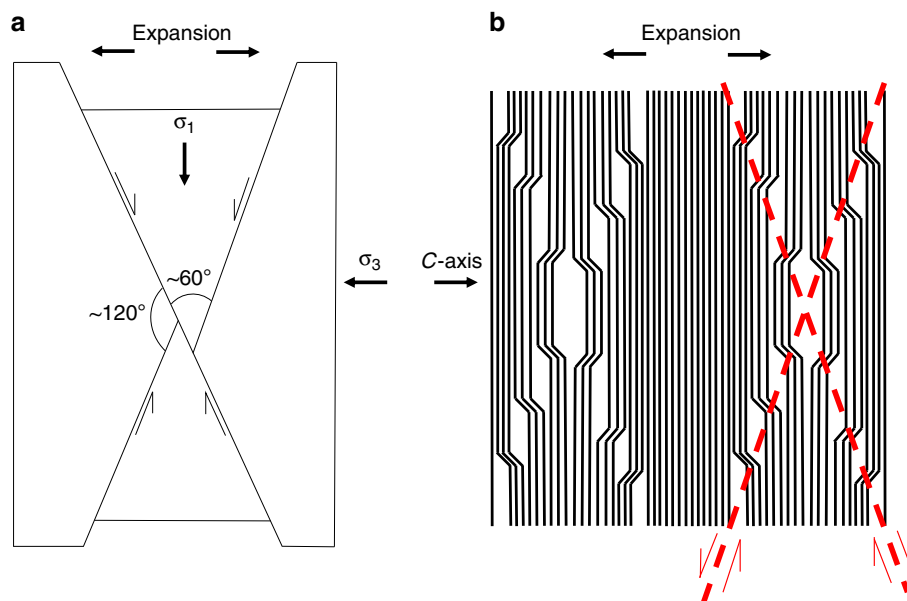 a
Expansion
σ1
~60°
~120°
σ3
b
Expansion
C-axis